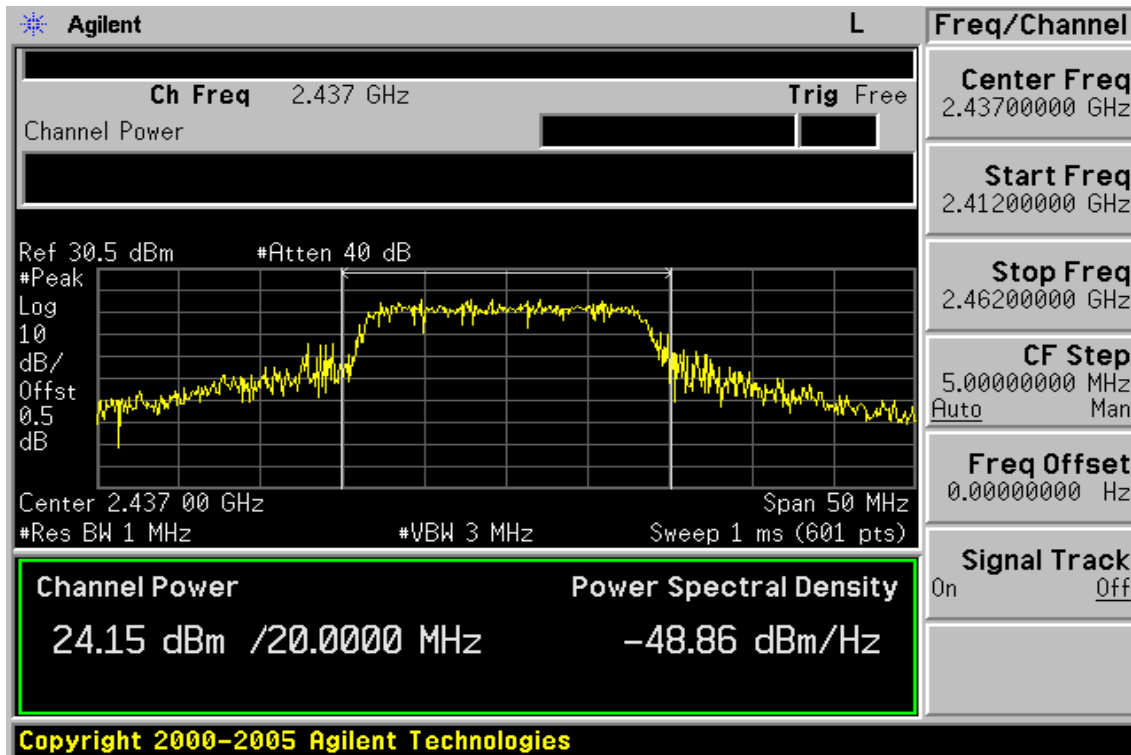 Agilent L Freq/Channel
Ch Freq 2.437 GHz Trig Free
Channel Power
Ref 30.5 dBm #Atten 40 dB
#Peak
Log
10
dB/
Offst
0.5
dB
Center 2.437 00 GHz Span 50 MHz
#Res BW 1 MHz #VBW 3 MHz Sweep 1 ms (601 pts)
Channel Power Power Spectral Density
24.15 dBm /20.0000 MHz -48.86 dBm/Hz
Copyright 2000-2005 Agilent Technologies
Center Freq
2.43700000 GHz
Start Freq
2.41200000 GHz
Stop Freq
2.46200000 GHz
CF Step
5.00000000 MHz
Auto Man
Freq Offset
0.00000000 Hz
Signal Track
On Off